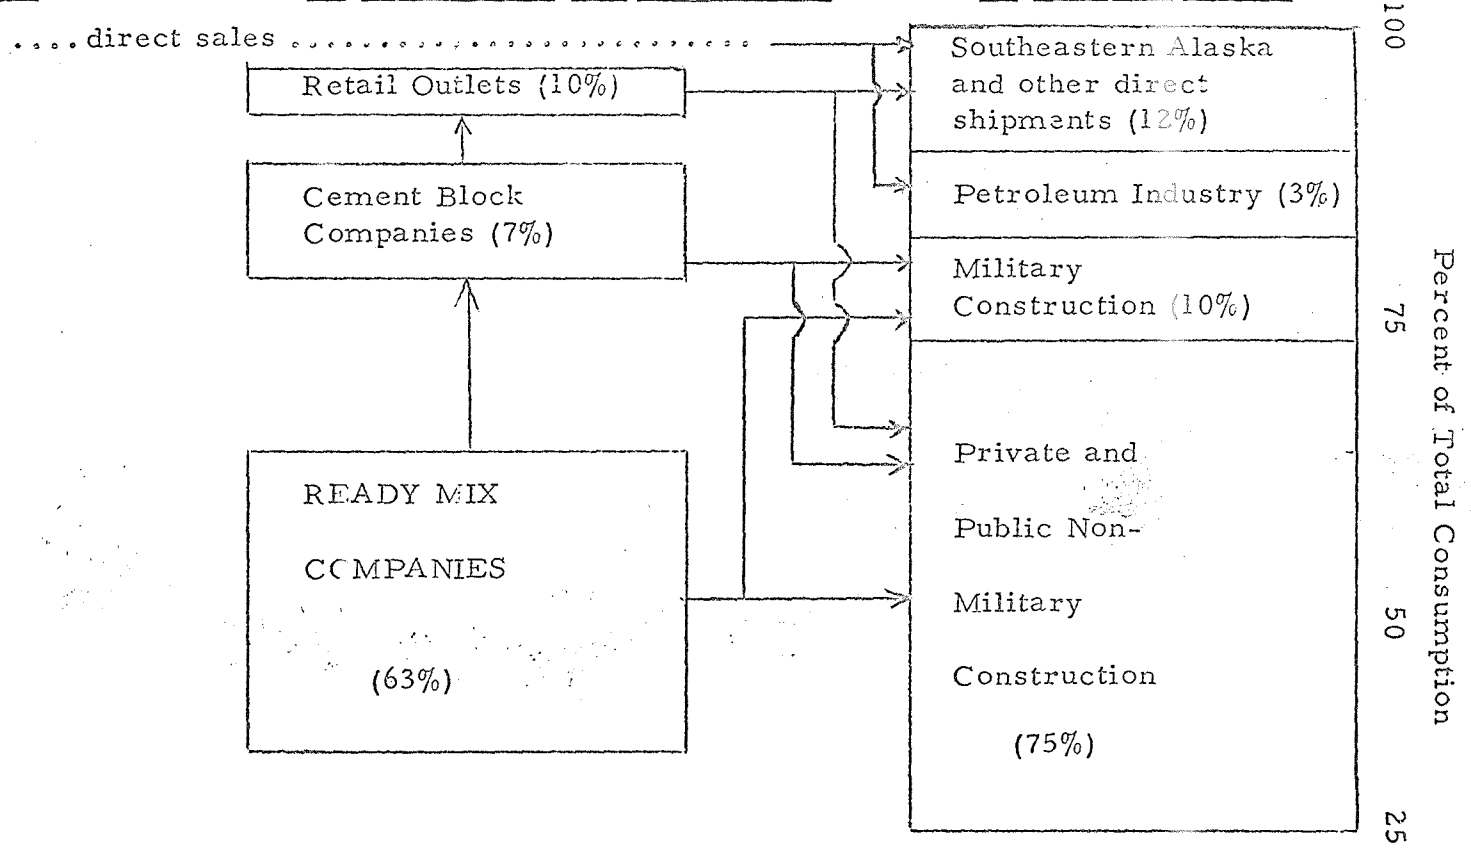 ....direct sales
Retail Outlets (10%)
Cement Block
Companies (7%)
READY MIX
COMPANIES
(63%)
Southeastern Alaska
and other direct
shipments (12%)
Petroleum Industry (3%)
Military
Construction (10%)
Private and
Public Non-
Military
Construction
(75%)
100
75
50
25
Percent of Total Consumption